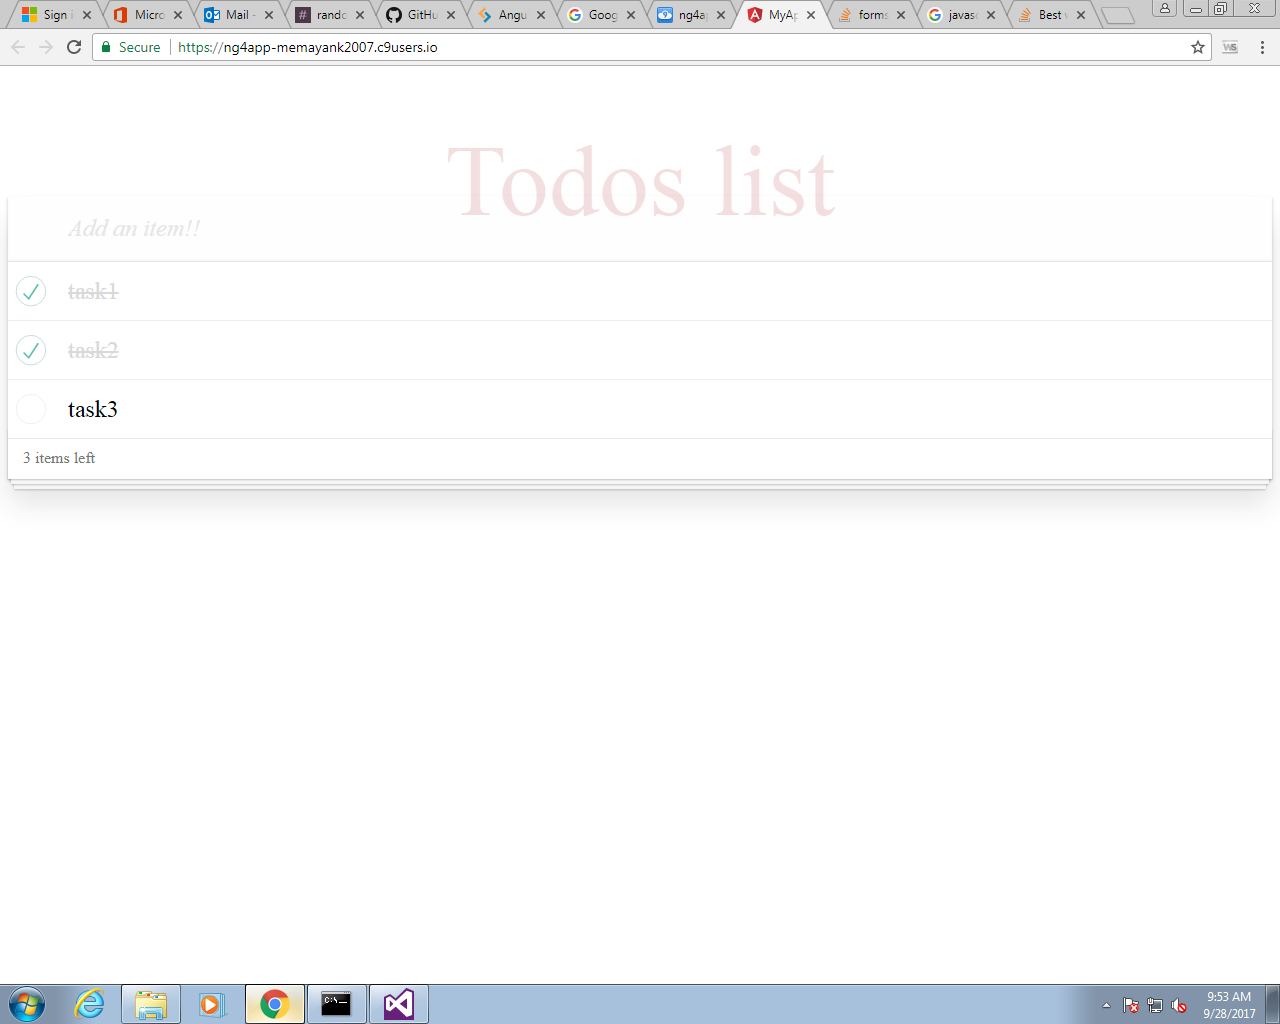 Sign i
Micro
Mail -
rando
GitHu
Angu
Goog
ng4a
MyAp
forms
javas
Best
Secure
https://ng4app-memayank2007.c9users.io
Todos list
Add an item!!
task1
task2
task3
3 items left
9:53 AM
9/28/2017